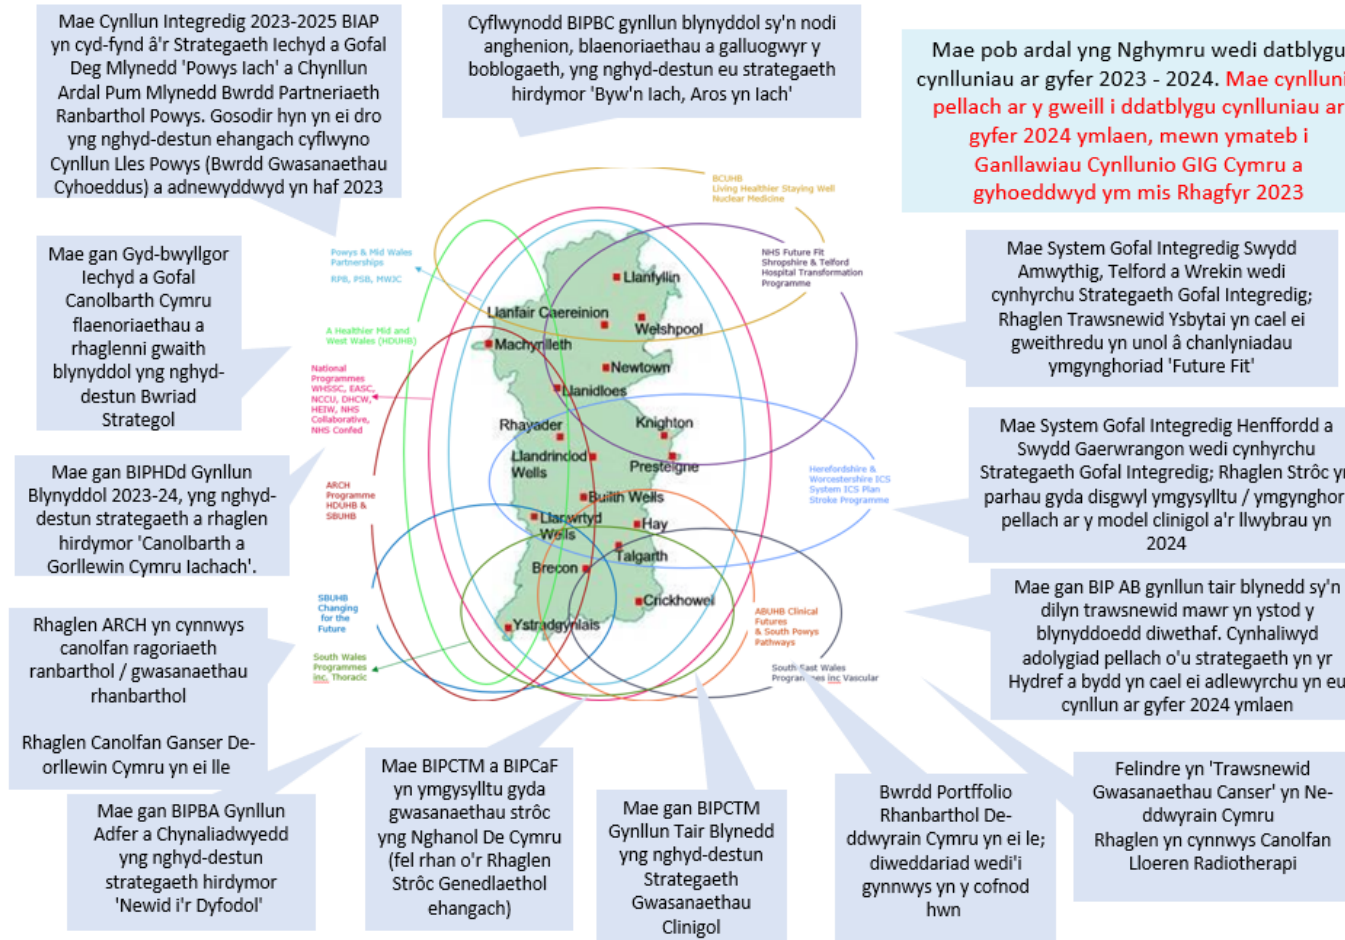 Mae Cynllun Integredig 2023-2025 BIAP
yn cyd-fynd â'r Strategaeth Iechyd a Gofal
Deg Mlynedd 'Powys Iach' a Chynllun
Ardal Pum Mlynedd Bwrdd Partneriaeth
Ranbarthol Powys. Gosodir hyn yn ei dro
yng nghyd-destun ehangach cyflwyno
Cynllun Lles Powys (Bwrdd Gwasanaethau
Cyhoeddus) a adnewyddwyd yn haf 2023
Cyflwynodd BIPBC gynllun blynyddol sy'n nodi
anghenion, blaenoriaethau a galluogwyr y
boblogaeth, yng nghyd-destun eu strategaeth
hirdymor 'Byw'n Iach, Aros yn Iach'
Mae pob ardal yng Nghymru wedi datblygu
cynlluniau ar gyfer 2023 - 2024. Mae cynlluni
pellach ar y gweill i ddatblygu cynlluniau ar
gyfer 2024 ymlaen, mewn ymateb i
Ganllawiau Cynllunio GIG Cymru a
gyhoeddwyd ym mis Rhagfyr 2023
Mae gan Gyd-bwyllgor
Iechyd a Gofal
Canolbarth Cymru
flaenoriaethau a
rhaglenni gwaith
blynyddol yng nghyd-
destun Bwriad
Strategol
Mae gan BIPHDd Gynllun
Blynyddol 2023-24, yng nghyd-
destun strategaeth a rhaglen
hirdymor 'Canolbarth a
Gorllewin Cymru Iachach'.
Rhaglen ARCH yn cynnwys
canolfan ragoriaeth
ranbarthol / gwasanaethau
rhanbarthol
Rhaglen Canolfan Ganser De-
orllewin Cymru yn ei lle
Mae gan BIPBA Gynllun
Adfer a Chynaliadwyedd
yng nghyd-destun
strategaeth hirdymor
'Newid i'r Dyfodol'
BCUHB
Living Healthier Staying Well
Nuclear Medicine
Powys & Mid Wales
Partnerships
RPB, PSB, MWJC
NHS Future Fit
Shropshire & Telford
Hospital Transformation
Programme
A Healthier Mid and
West Wales (HDUHB)
National
Programmes
WHSSC, EASC,
NCCU, DHCW,
HEIW, NHS
Collaborative,
NHS Confed
ARCH
Programme
HDUHB &
SBUHB
SBUHB
Changing
for the
Future
South Wales
Programmes
inc. Thoracic
Herefordshire &
Worcestershire ICS
System ICS Plan
Stroke Programme
ABUHB Clinical
Futures
& South Powys
Pathways
South East Wales
Programmes inc Vascular
Llanfyllin
Llanfair Caereinion
Welshpool
Machynlleth
Newtown
Llanidloes
Rhayader
Knighton
Llandrindod
Wells
Presteigne
Builth Wells
Llanwrtyd
Wells
Hay
Talgarth
Brecon
Crickhowel
Ystradgynlais
Mae System Gofal Integredig Swydd
Amwythig, Telford a Wrekin wedi
cynhyrchu Strategaeth Gofal Integredig;
Rhaglen Trawsnewid Ysbytai yn cael ei
gweithredu yn unol â chanlyniadau
ymgynghoriad 'Future Fit'
Mae System Gofal Integredig Henffordd a
Swydd Gaerwrangon wedi cynhyrchu
Strategaeth Gofal Integredig; Rhaglen Strôc yn
parhau gyda disgwyl ymgysylltu / ymgynghori
pellach ar y model clinigol a'r llwybrau yn
2024
Mae gan BIP AB gynllun tair blynedd sy'n
dilyn trawsnewid mawr yn ystod y
blynyddoedd diwethaf. Cynhaliwyd
adolygiad pellach o'u strategaeth yn yr
Hydref a bydd yn cael ei adlewyrchu yn eu
cynllun ar gyfer 2024 ymlaen
Mae BIPCTM a BIPCaF
yn ymgysylltu gyda
gwasanaethau strôc
yng Nghanol De Cymru
(fel rhan o'r Rhaglen
Strôc Genedlaethol
ehangach)
Mae gan BIPCTM
Gynllun Tair Blynedd
yng nghyd-destun
Strategaeth
Gwasanaethau
Clinigol
Bwrdd Portffolio
Rhanbarthol De-
ddwyrain Cymru yn ei le;
diweddariad wedi'i
gynnwys yn y cofnod
hwn
Felindre yn 'Trawsnewid
Gwasanaethau Canser' yn Ne-
ddwyrain Cymru
Rhaglen yn cynnwys Canolfan
Lloeren Radiotherapi